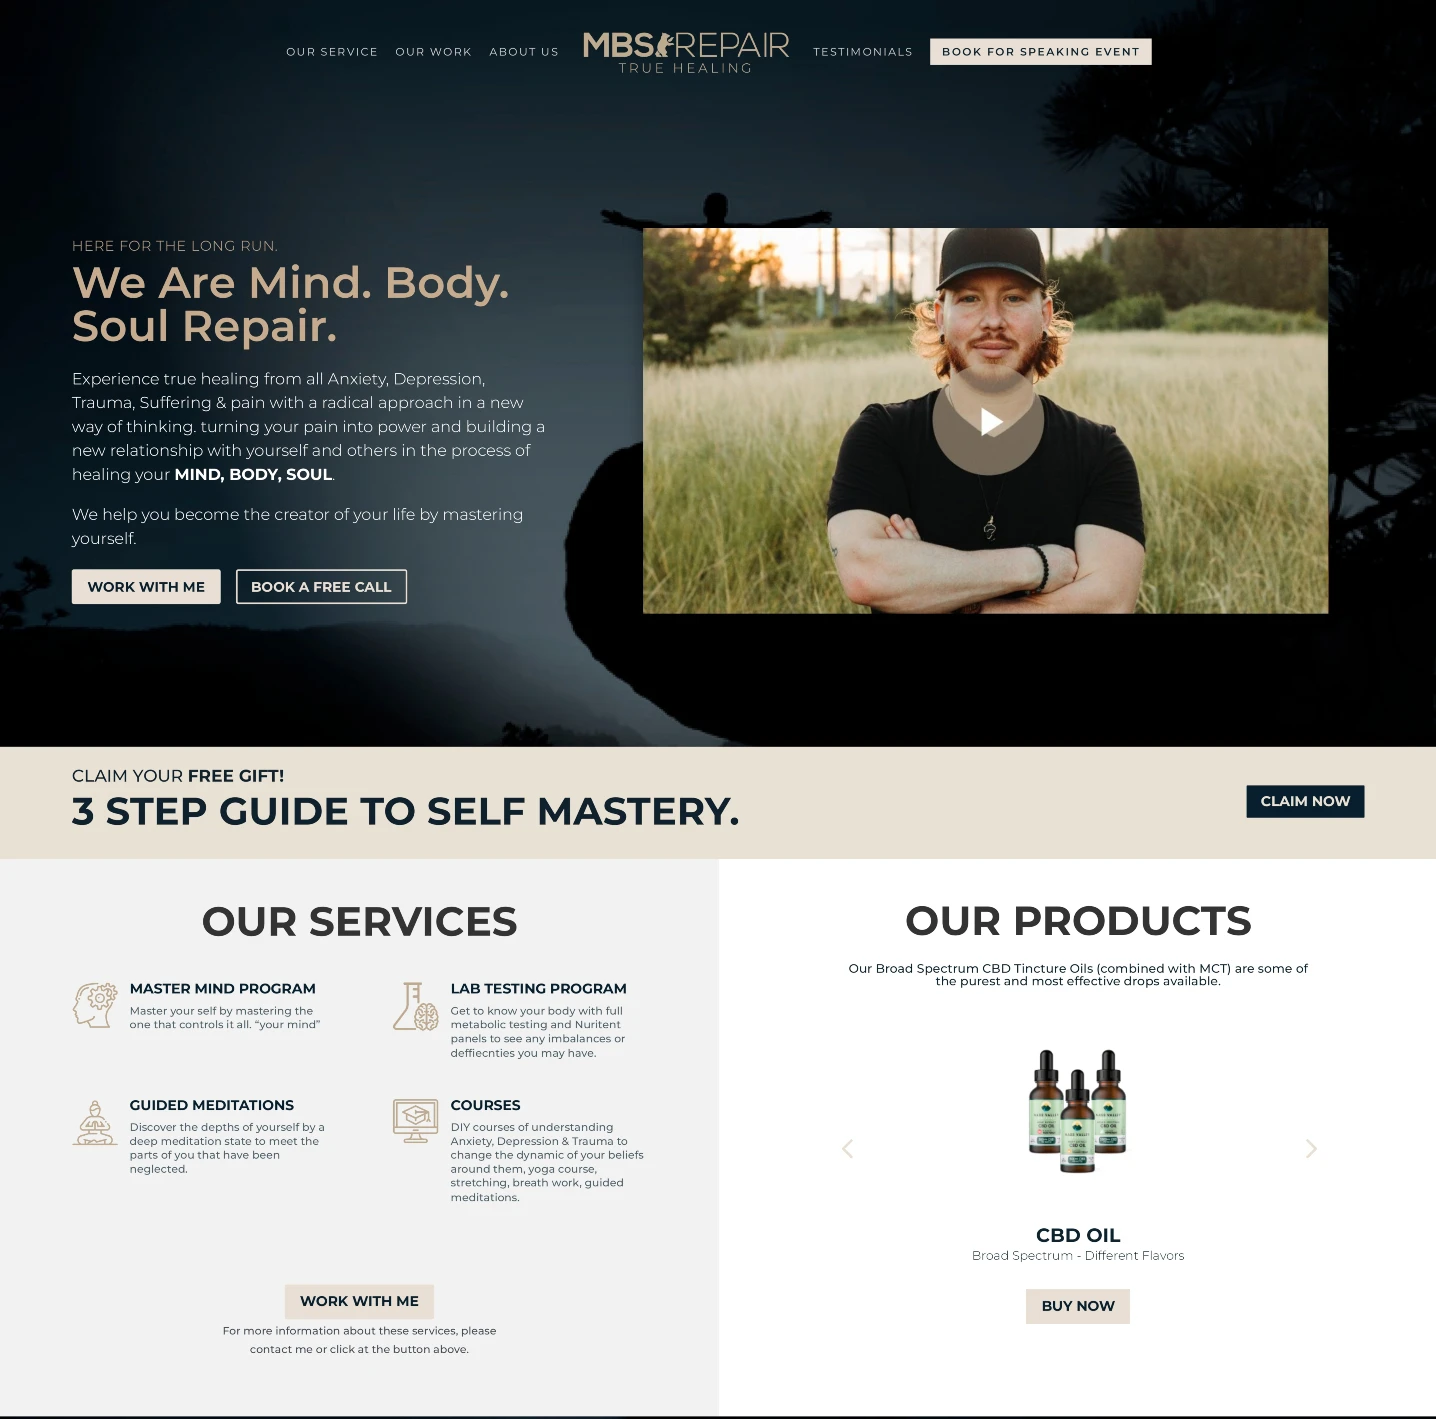 OUR SERVICE
OUR WORK
ABOUT US
MBS REPAIR
TRUE HEALING
TESTIMONIALS
BOOK FOR SPEAKING EVENT
HERE FOR THE LONG RUN.
We Are Mind. Body.
Soul Repair.
Experience true healing from all Anxiety, Depression,
Trauma, Suffering & pain with a radical approach in a new
way of thinking. turning your pain into power and building a
new relationship with yourself and others in the process of
healing your MIND, BODY, SOUL.
We help you become the creator of your life by mastering
yourself.
WORK WITH ME
BOOK A FREE CALL
CLAIM YOUR FREE GIFT!
3 STEP GUIDE TO SELF MASTERY.
CLAIM NOW
OUR SERVICES
MASTER MIND PROGRAM
Master your self by mastering the
one that controls it all. “your mind”
LAB TESTING PROGRAM
Get to know your body with full
metabolic testing and Nuritent
panels to see any imbalances or
deffiecnties you may have.
GUIDED MEDITATIONS
Discover the depths of yourself by a
deep meditation state to meet the
parts of you that have been
neglected.
COURSES
DIY courses of understanding
Anxiety, Depression & Trauma to
change the dynamic of your beliefs
around them, yoga course,
stretching, breath work, guided
meditations.
WORK WITH ME
For more information about these services, please
contact me or click at the button above.
OUR PRODUCTS
Our Broad Spectrum CBD Tincture Oils (combined with MCT) are some of
the purest and most effective drops available.
CBD OIL
CBD OIL
CBD OIL
CBD OIL
Broad Spectrum - Different Flavors
BUY NOW